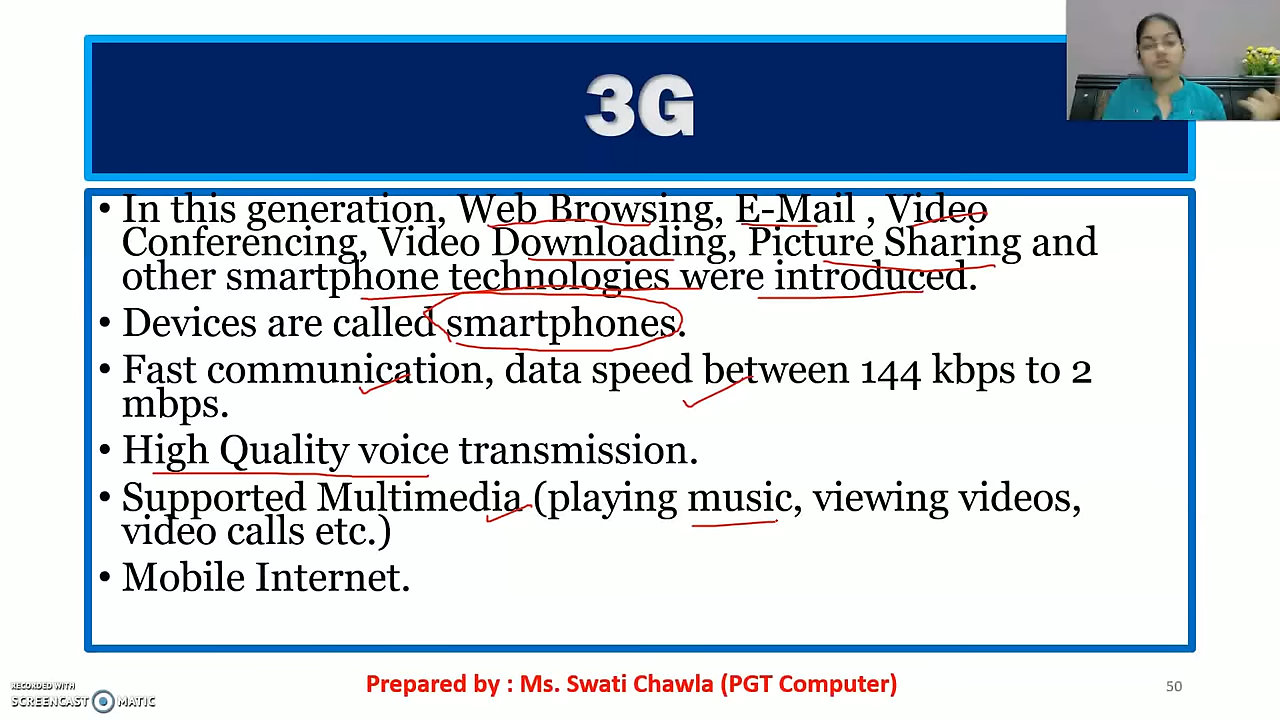 3G
• In this generation, Web Browsing, E-Mail , Video
Conferencing, Video Downloading, Picture Sharing and
other smartphone technologies were introduced.
• Devices are called smartphones.
• Fast communication, data speed between 144 kbps to 2
mbps.
• High Quality voice transmission.
• Supported Multimedia (playing music, viewing videos,
video calls etc.)
• Mobile Internet.
Prepared by : Ms. Swati Chawla (PGT Computer)
50
RECORDED WITH
SCREENCAST MATIC